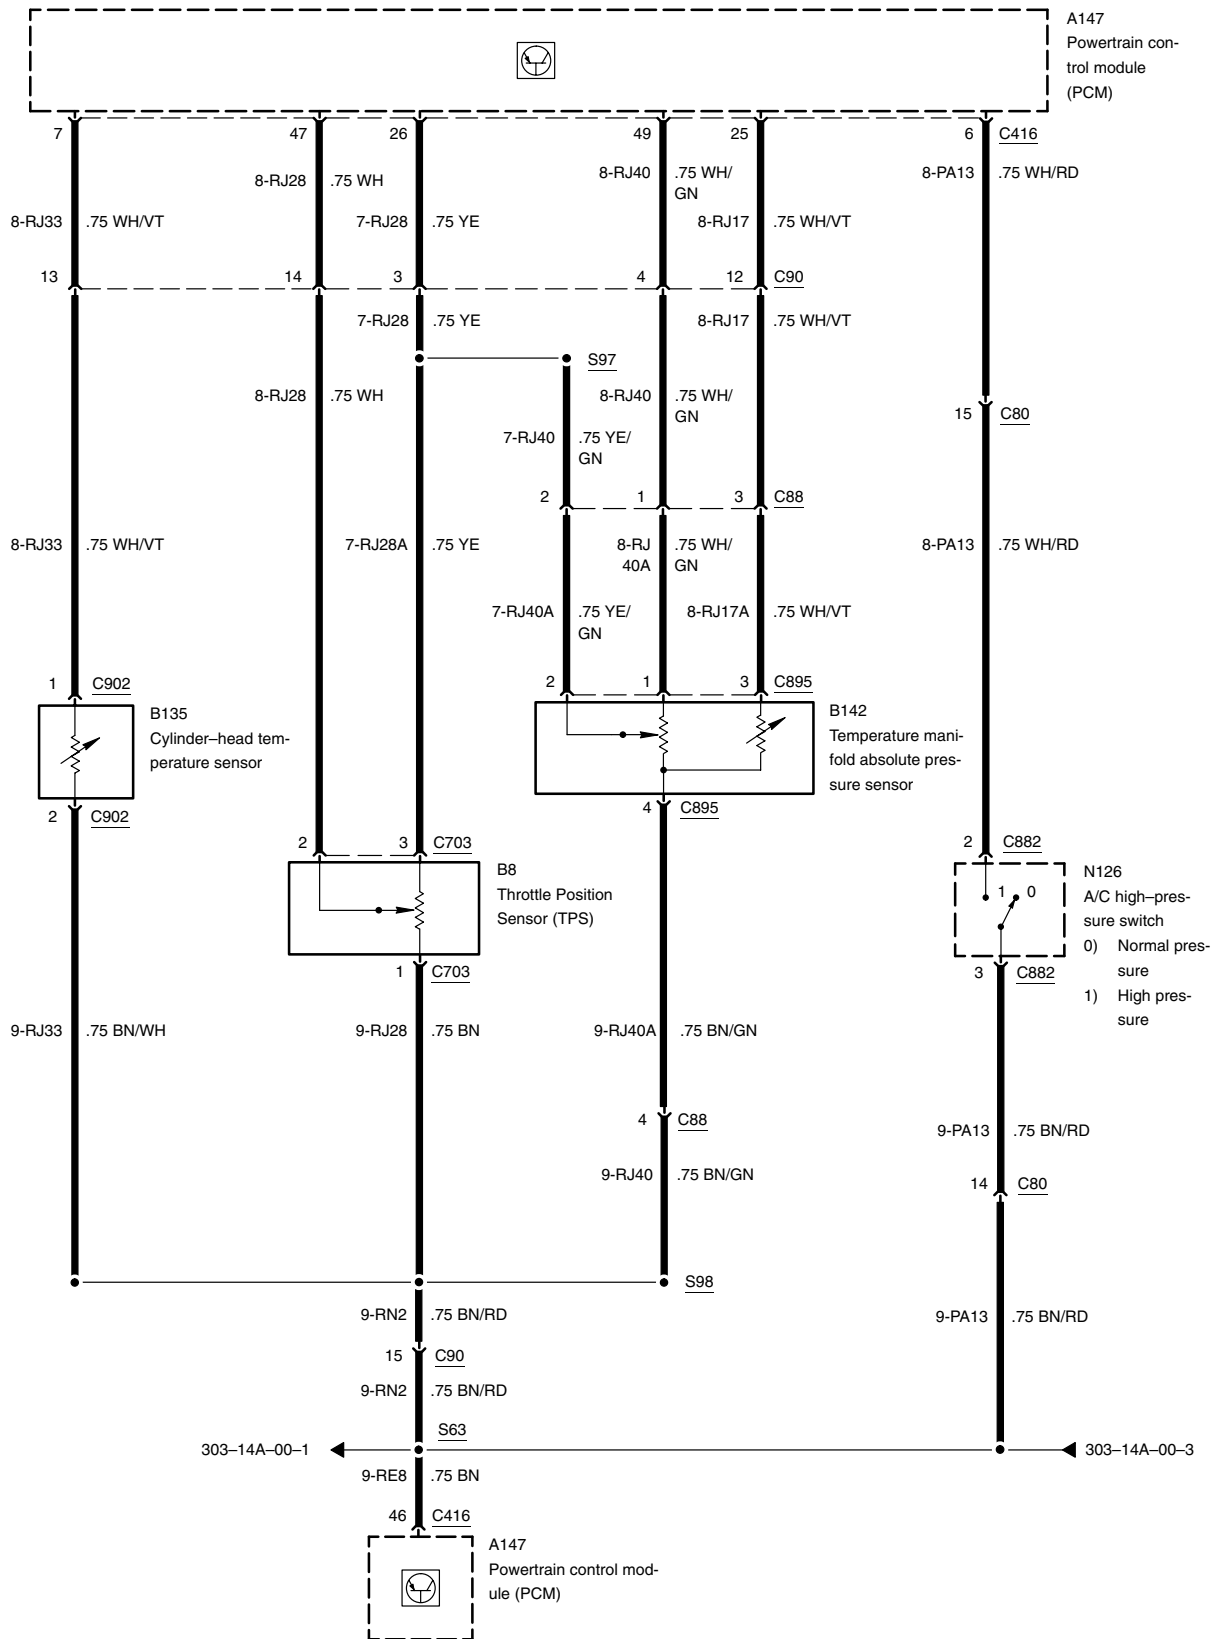 A147
Powertrain con-
trol module
(PCM)
7
47
26
49
25
6
C416
8-RJ40
.75 WH/
GN
8-PA13
.75 WH/RD
8-RJ28
.75 WH
8-RJ33
.75 WH/VT
7-RJ28
.75 YE
8-RJ17
.75 WH/VT
13
14
3
4
12
C90
7-RJ28
.75 YE
8-RJ17
.75 WH/VT
S97
8-RJ28
.75 WH
8-RJ40
.75 WH/
GN
15
C80
7-RJ40
.75 YE/
GN
2
1
3
C88
8-RJ33
.75 WH/VT
7-RJ28A
.75 YE
8-RJ
40A
.75 WH/
GN
8-PA13
.75 WH/RD
7-RJ40A
.75 YE/
GN
8-RJ17A
.75 WH/VT
1
C902
2
1
3
C895
B135
Cylinder–head tem-
perature sensor
B142
Temperature mani-
fold absolute pres-
sure sensor
2
C902
4
C895
2
3
C703
2
C882
B8
Throttle Position
Sensor (TPS)
1
0
N126
A/C high–pres-
sure switch
0) Normal pres-
sure
1) High pres-
sure
1
C703
3
C882
9-RJ33
.75 BN/WH
9-RJ28
.75 BN
9-RJ40A
.75 BN/GN
4
C88
9-PA13
.75 BN/RD
9-RJ40
.75 BN/GN
14
C80
S98
9-RN2
.75 BN/RD
9-PA13
.75 BN/RD
15
C90
9-RN2
.75 BN/RD
S63
303–14A–00–1
303–14A–00–3
9-RE8
.75 BN
46
C416
A147
Powertrain control mod-
ule (PCM)